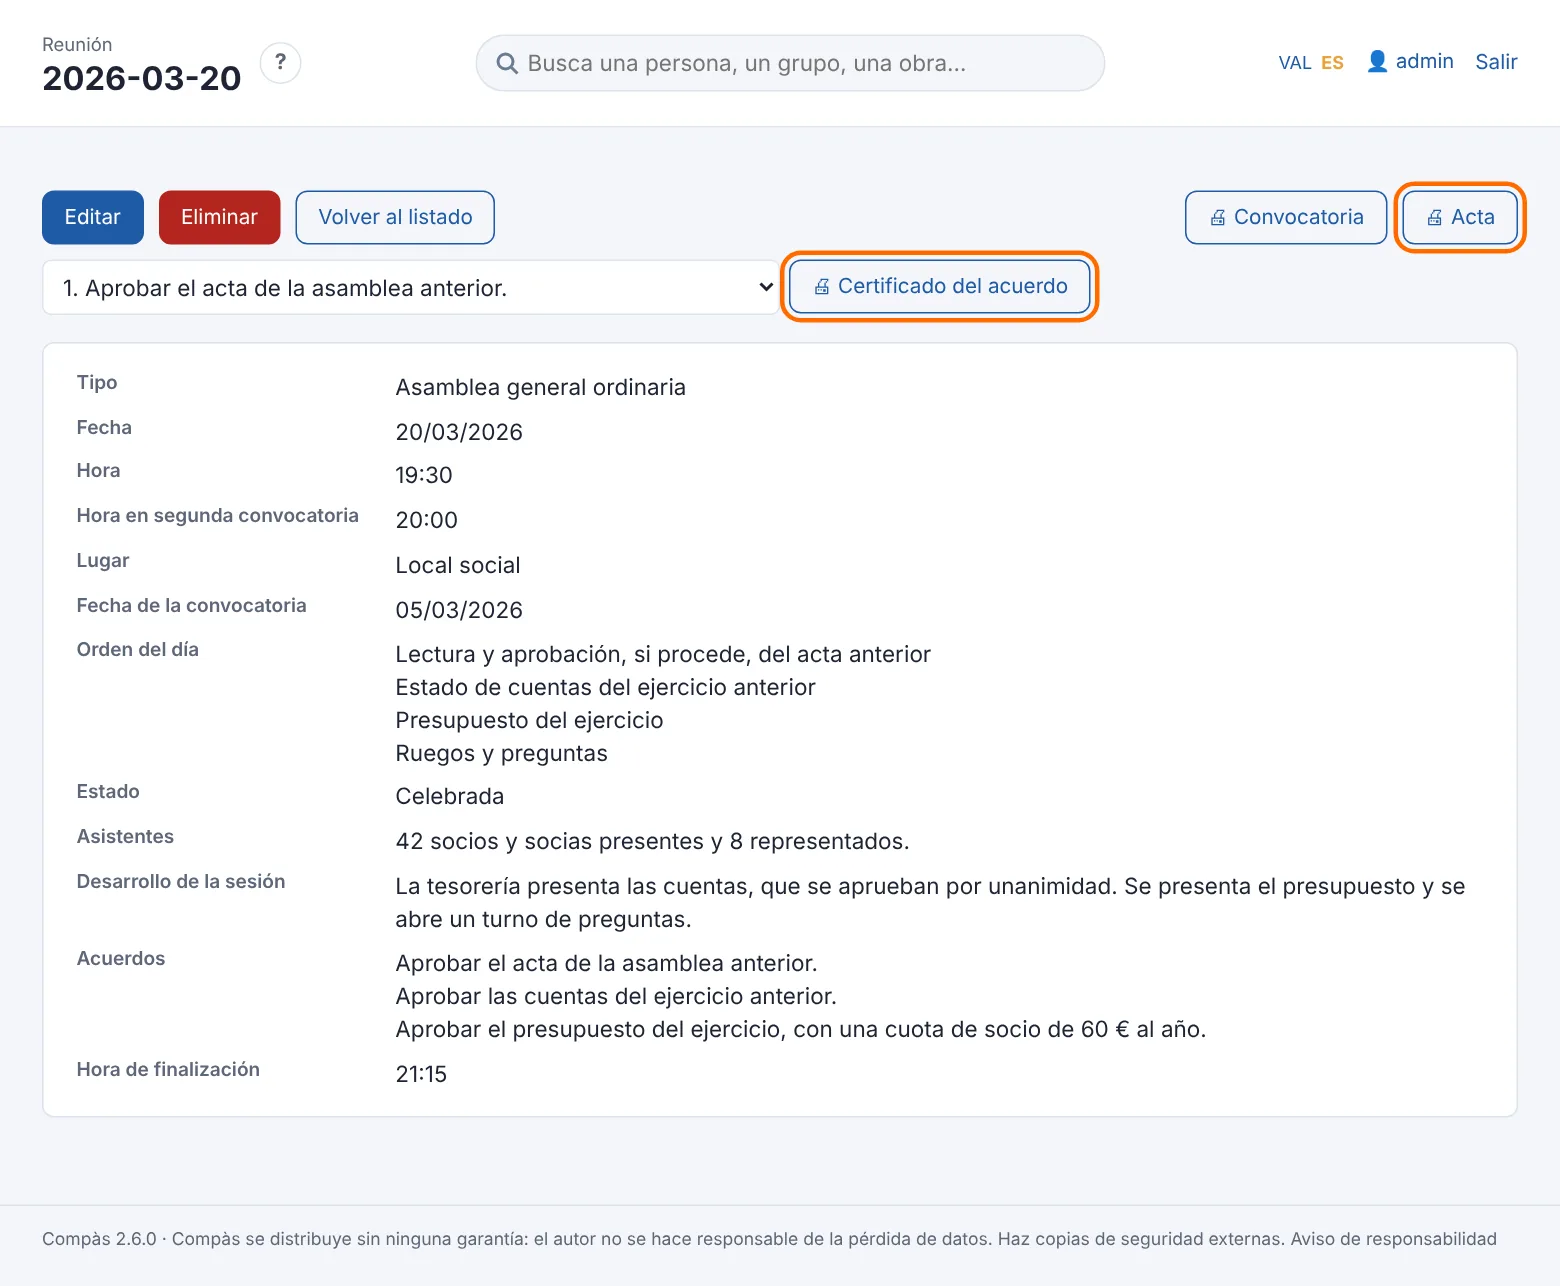 Reunión
2026-03-20
?
Busca una persona, un grupo, una obra...
VAL ES
admin
Salir
Editar
Eliminar
Volver al listado
Convocatoria
Acta
1. Aprobar el acta de la asamblea anterior.
Certificado del acuerdo
Tipo
Asamblea general ordinaria
Fecha
20/03/2026
Hora
19:30
Hora en segunda convocatoria
20:00
Lugar
Local social
Fecha de la convocatoria
05/03/2026
Orden del día
Lectura y aprobación, si procede, del acta anterior
Estado de cuentas del ejercicio anterior
Presupuesto del ejercicio
Ruegos y preguntas
Estado
Celebrada
Asistentes
42 socios y socias presentes y 8 representados.
Desarrollo de la sesión
La tesorería presenta las cuentas, que se aprueban por unanimidad. Se presenta el presupuesto y se
abre un turno de preguntas.
Acuerdos
Aprobar el acta de la asamblea anterior.
Aprobar las cuentas del ejercicio anterior.
Aprobar el presupuesto del ejercicio, con una cuota de socio de 60 € al año.
Hora de finalización
21:15
Compàs 2.6.0 · Compàs se distribuye sin ninguna garantía: el autor no se hace responsable de la pérdida de datos. Haz copias de seguridad externas. Aviso de responsabilidad